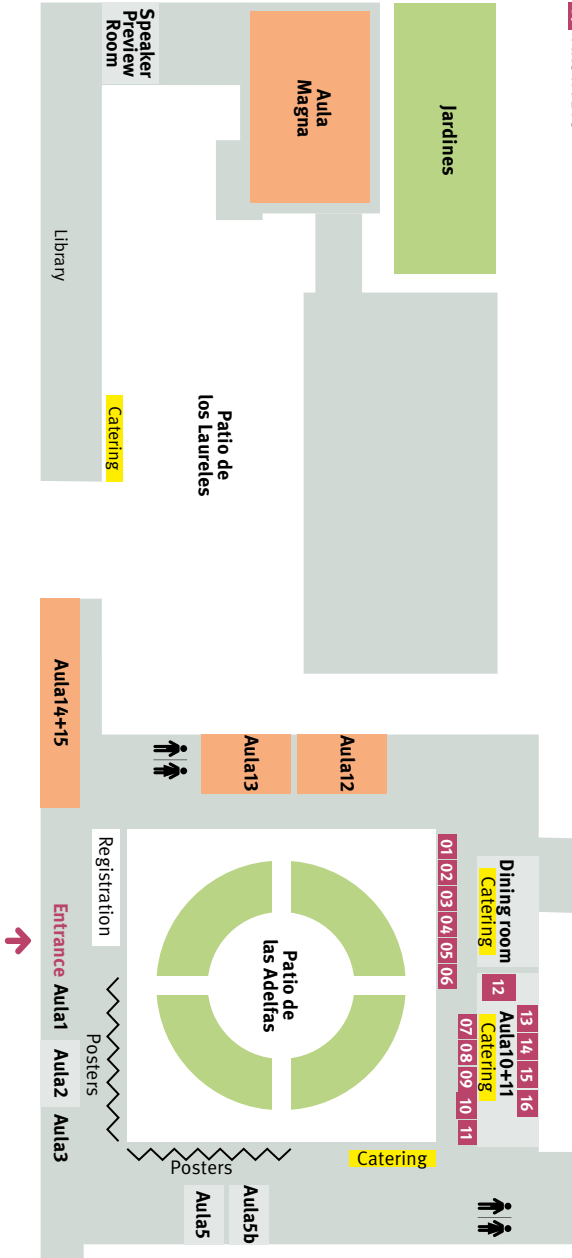 Speaker
Preview
Room
Aula
Magna
Jardines
Library
Catering
Patio de
los Laureles
Aula14+15
Aula13
Aula12
Registration
Entrance
Aula1
Aula2
Aula3
Posters
Posters
Patio de
las Adelfas
01 02 03 04 05 06
Dining room
Catering
12
Aula10+11
Catering
13 14 15 16
07 08 09 10 11
Catering
Aula5
Aula5b